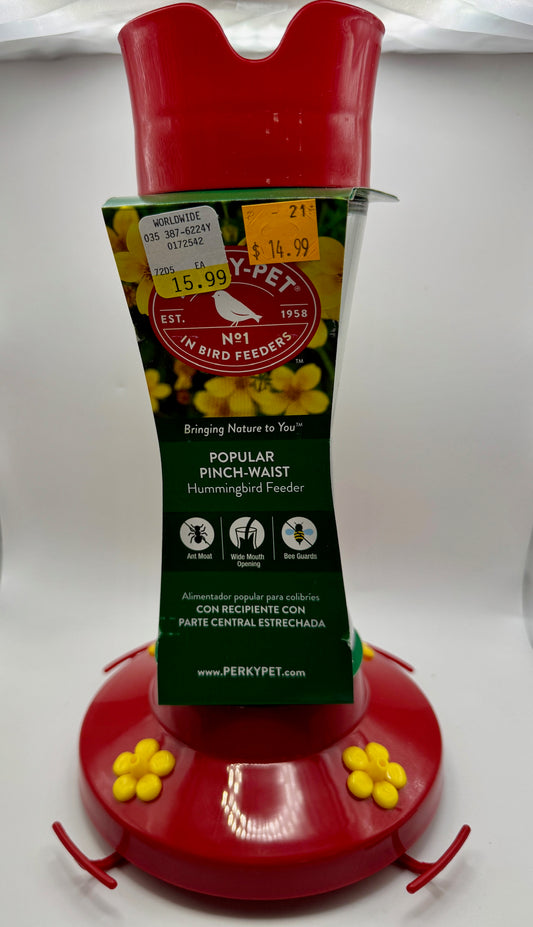 WORLDWIDE
035 387-6224Y
0172542
72D5 EA
15.99
- 21
$ 14.99
Y-PET®
EST. 1958
Nº1
IN BIRD FEEDERS
TM
Bringing Nature to You™
POPULAR
PINCH-WAIST
Hummingbird Feeder
Ant Moat
Wide Mouth
Opening
Bee Guards
Alimentador popular para colibríes
CON RECIPIENTE CON
PARTE CENTRAL ESTRECHADA
www.PERKYPET.com